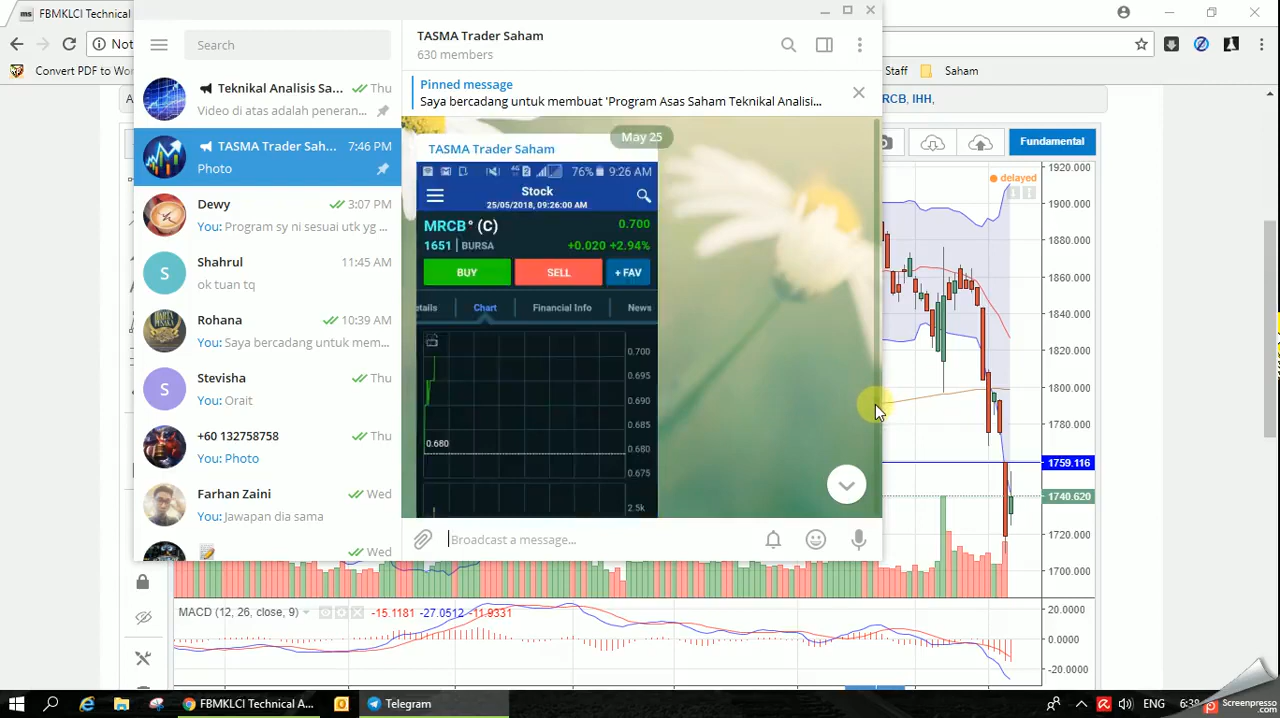 FBMKLCI Techn
Not
Convert PDF to Wo
Staff
Saham
Search
Teknikal Analisis Sa...
Thu
Video di atas adalah peneran...
TASMA Trader Sah...
7:46 PM
Photo
Dewy
3:07 PM
You: Program sy ni sesuai utk yg ...
S
Shahrul
11:45 AM
ok tuan tq
Rohana
10:39 AM
You: Saya bercadang untuk mem...
S
Stevisha
Thu
You: Orait
+60 132758758
Thu
You: Photo
Farhan Zaini
Wed
You: Jawapan dia sama
Wed
TASMA Trader Saham
630 members
Pinned message
Saya bercadang untuk membuat 'Program Asas Saham Teknikal Analisi...
May 25
TASMA Trader Saham
76% 9:26 AM
Stock
25/05/2018, 09:26:00 AM
MRCB° (C)
0.700
1651 | BURSA
+0.020 +2.94%
BUY
SELL
+ FAV
etails
Chart
Financial Info
News
0.700
0.695
0.690
0.685
0.680
0.680
0.675
2.5k
Broadcast a message...
RCB, IHH,
Fundamental
delayed
1920.000
1900.000
1880.000
1860.000
1840.000
1820.000
1800.000
1780.000
1759.116
1740.620
1720.000
1700.000
MACD (12, 26, close, 9)
-15.1181 -27.0512 -11.9331
20.0000
0.0000
-20.0000
FBMKLCI Technical A...
Telegram
ENG
6:38
Screenpresso
.com